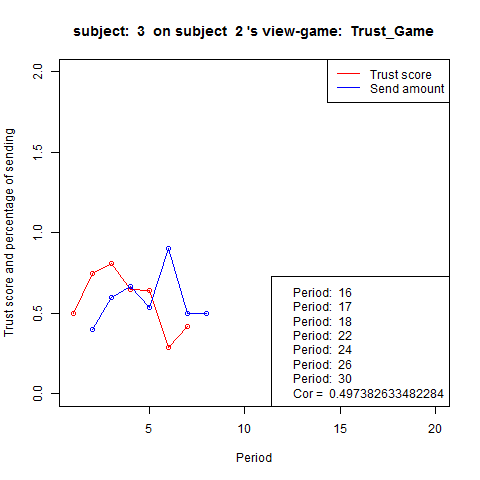 subject:  3  on subject  2 's view-game:  Trust_Game
Trust score
Send amount
Trust score and percentage of sending
2.0
1.5
1.0
0.5
0.0
Period:  16
Period:  17
Period:  18
Period:  22
Period:  24
Period:  26
Period:  30
Cor =  0.497382633482284
5 10 15 20
Period